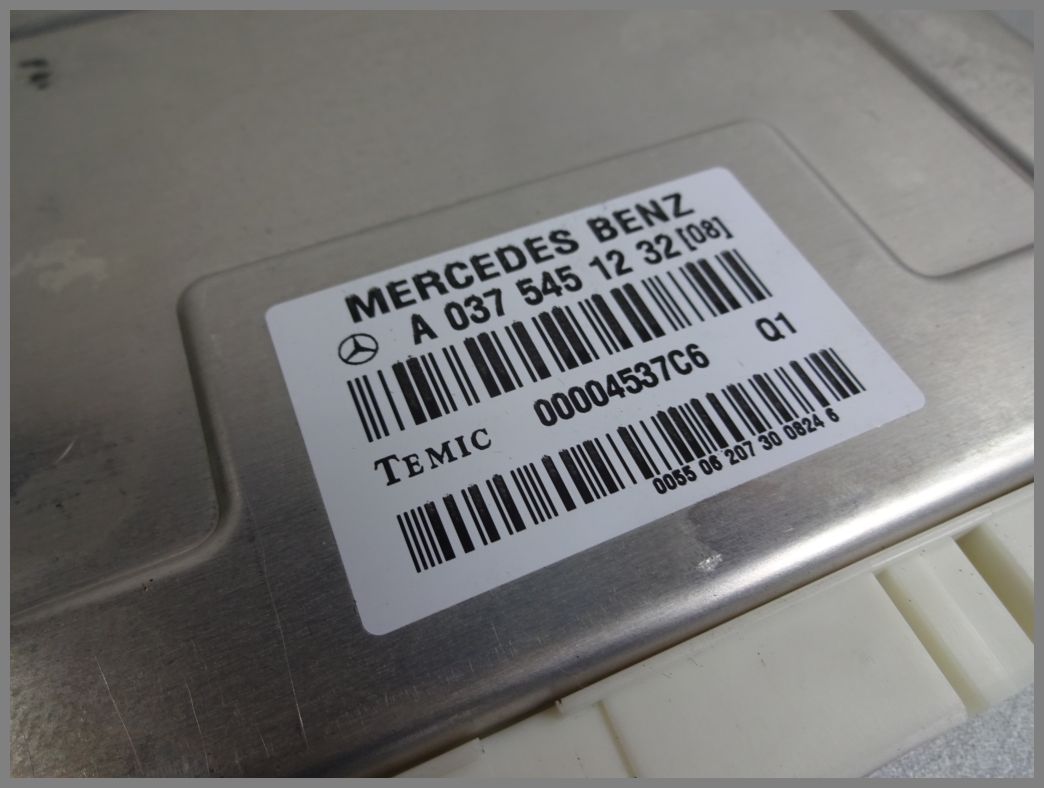 MERCEDES BENZ
A 037 545 12 32 [08]
00004537C6 Q1
TEMIC
0055 06 207 30 0824 6